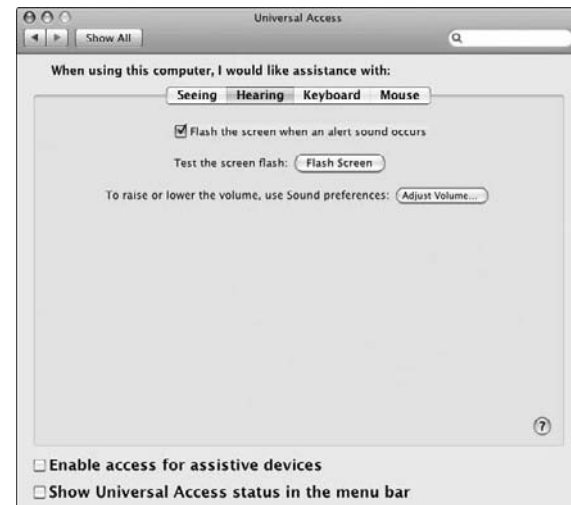 Universal Access
Show All
When using this computer, I would like assistance with:
Seeing Hearing Keyboard Mouse
Flash the screen when an alert sound occurs
Test the screen flash: Flash Screen
To raise or lower the volume, use Sound preferences: Adjust Volume...
?
Enable access for assistive devices
Show Universal Access status in the menu bar